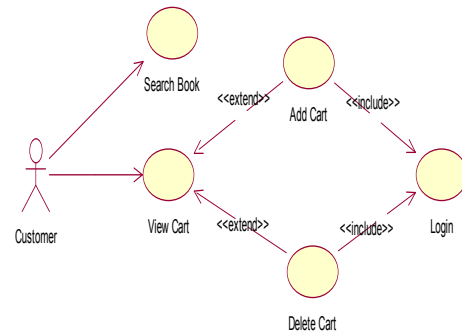 Search Book
<<extend>>
Add Cart
<<include>>
Customer
View Cart
<<extend>>
<<include>>
Login
Delete Cart